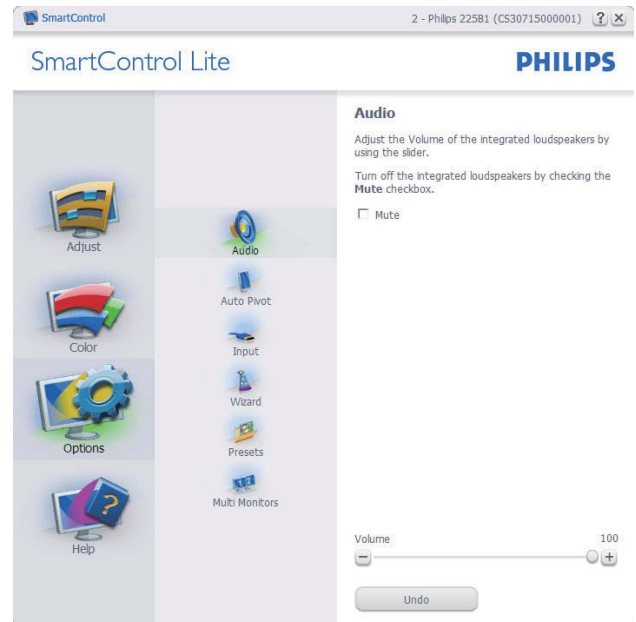 SmartControl
2 - Philips 225B1 (CS30715000001)
?
SmartControl Lite
PHILIPS
Adjust
Color
Options
?
Help
Audio
Auto Pivot
Input
Wizard
Presets
1 2
Multi Monitors
Audio
Adjust the Volume of the integrated loudspeakers by
using the slider.
Turn off the integrated loudspeakers by checking the
Mute checkbox.
Mute
Volume
100
Undo